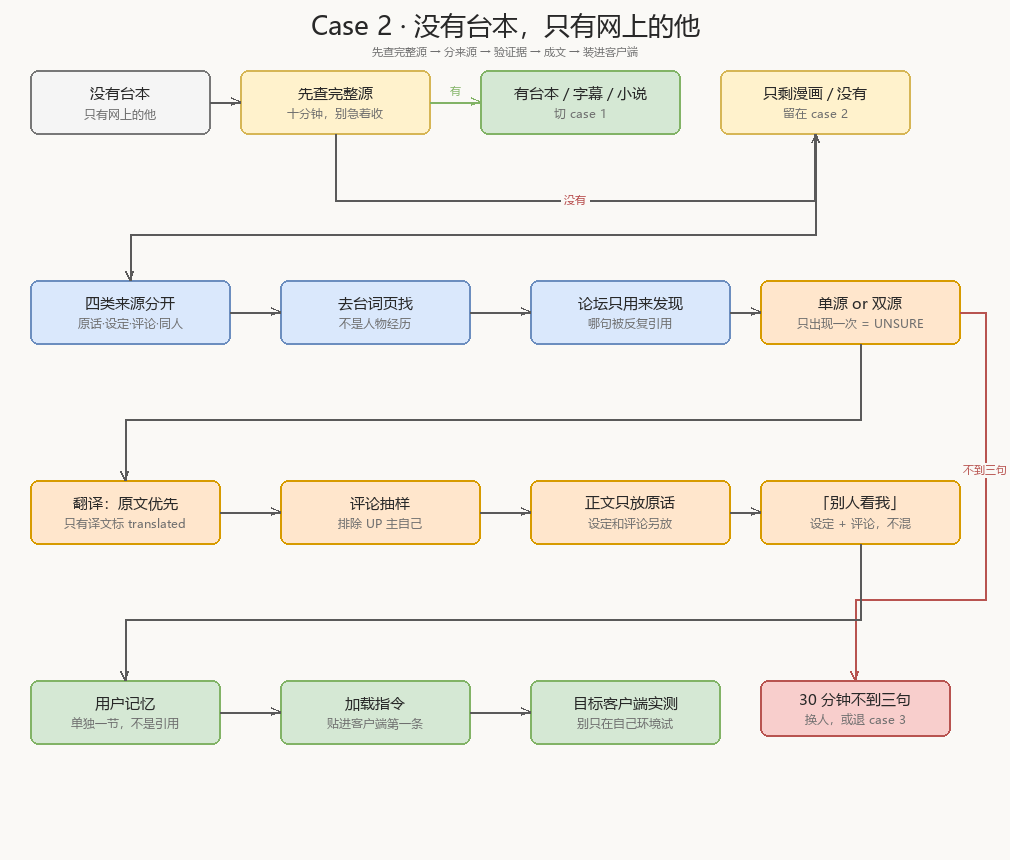 Case 2 · 没有台本，只有网上的他
先查完整源 → 分来源 → 验证据 → 成文 → 装进客户端
没有台本
只有网上的他
先查完整源
十分钟，别急着收
有
有台本 / 字幕 / 小说
切 case 1
只剩漫画 / 没有
留在 case 2
没有
四类来源分开
原话·设定·评论·同人
去台词页找
不是人物经历
论坛只用来发现
哪句被反复引用
单源 or 双源
只出现一次 = UNSURE
不到三句
翻译：原文优先
只有译文标 translated
评论抽样
排除 UP 主自己
正文只放原话
设定和评论另放
「别人看我」
设定 + 评论，不混
用户记忆
单独一节，不是引用
加载指令
贴进客户端第一条
目标客户端实测
别只在自己环境试
30 分钟不到三句
换人，或退 case 3